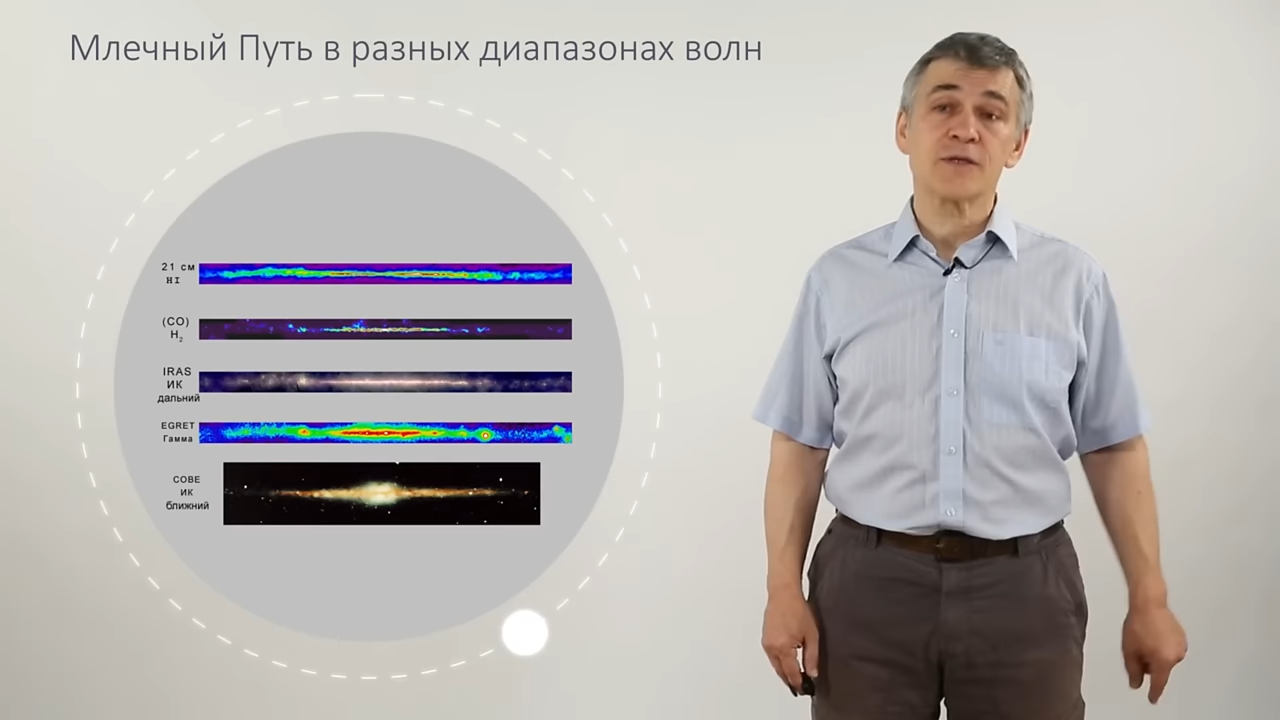 Млечный Путь в разных диапазонах волн
21 см
HI
(CO)
H₂
IRAS
ИК
дальний
EGRET
Гамма
COBE
ИК
ближний